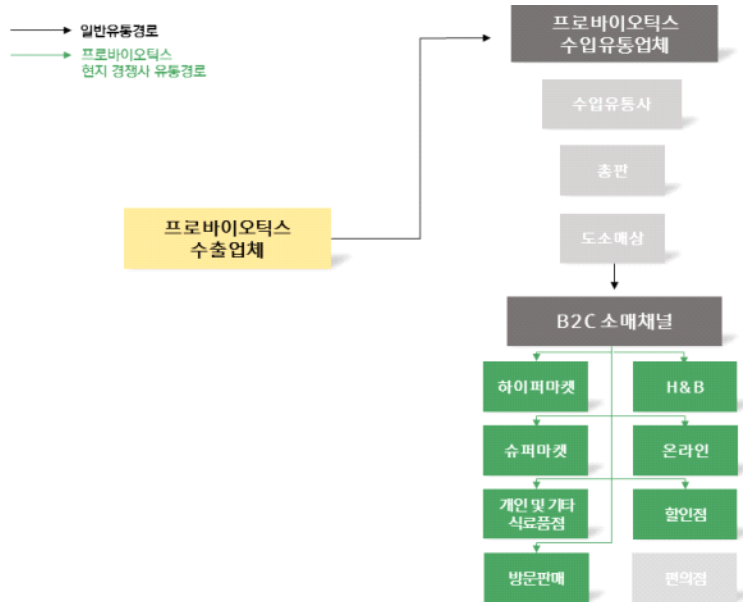 일반유통경로
프로바이오틱스
현지 경쟁사 유통경로
프로바이오틱스
수입유통업체
수입유통사
총판
도소매상
프로바이오틱스
수출업체
B2C 소매채널
하이퍼마켓
H&B
슈퍼마켓
온라인
개인 및 기타
식료품점
할인점
방문판매
편의점